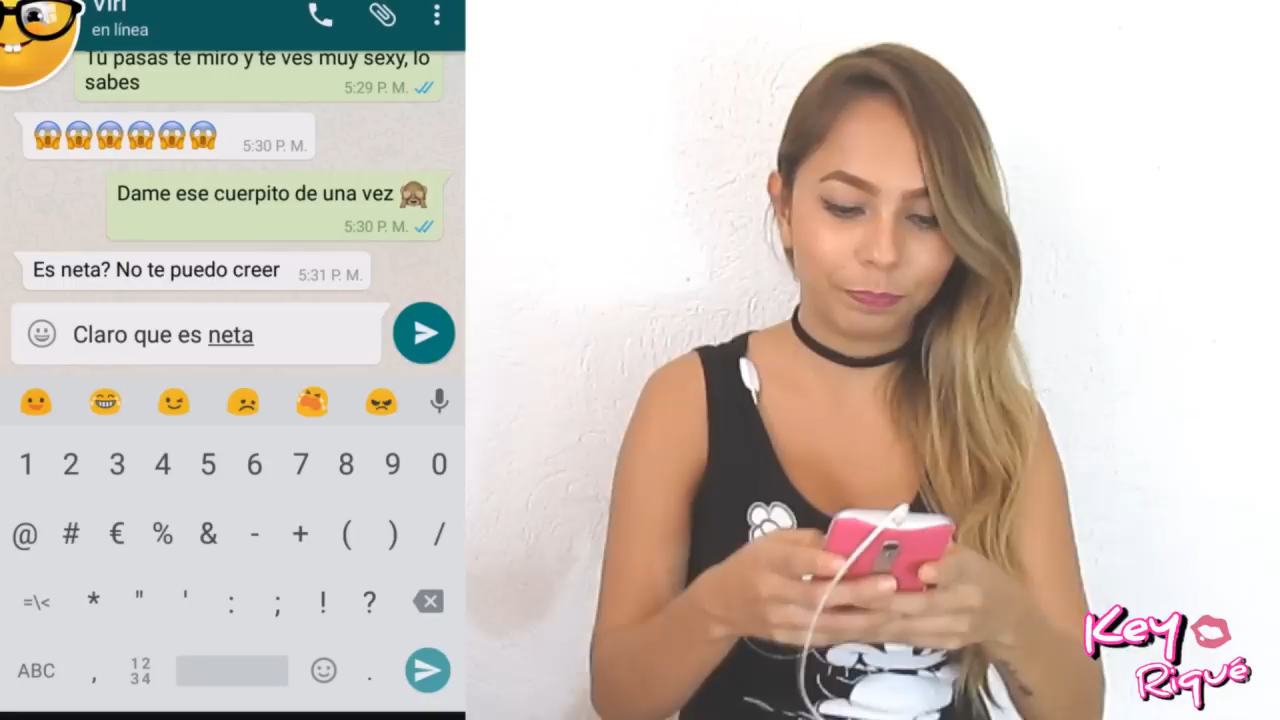 Viri
en línea
Tú pasas te miro y te ves muy sexy, lo
sabes
5:29 P. M.
5:30 P. M.
Dame ese cuerpito de una vez
5:30 P. M.
Es neta? No te puedo creer 5:31 P. M.
Claro que es neta
1 2 3 4 5 6 7 8 9 0
@ # € % & - + ( ) /
=\< * " ' : ; ! ?
ABC , 12 34 .
Key
Riqué